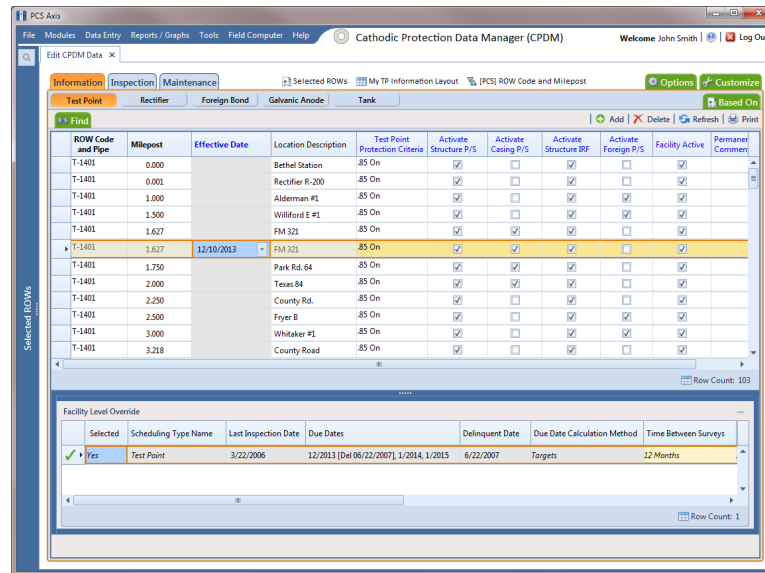 PCS Axis
File Modules Data Entry Reports / Graphs Tools Field Computer Help Cathodic Protection Data Manager (CPDM) Welcome John Smith | Log Ou
Edit CPDM Data ×
Information Inspection Maintenance Selected ROWs My TP Information Layout [PCS] ROW Code and Milepost Options Customize
Test Point Rectifier Foreign Bond Galvanic Anode Tank Based On
Find Add Delete Refresh Print
ROW Code and Pipe Milepost Effective Date Location Description Test Point Protection Criteria Activate Structure P/S Activate Casing P/S Activate Structure IRF Activate Foreign P/S Facility Active Permanen Commen
T-1401 0.000 Bethel Station .85 On
T-1401 0.001 Rectifier R-200 .85 On
T-1401 1.000 Alderman #1 .85 On
T-1401 1.500 Williford E #1 .85 On
T-1401 1.627 FM 321 .85 On
T-1401 1.627 12/10/2013 FM 321 .85 On
T-1401 1.750 Park Rd. 64 .85 On
T-1401 2.000 Texas 84 .85 On
T-1401 2.250 County Rd. .85 On
T-1401 2.500 Fryer B .85 On
T-1401 3.000 Whitaker #1 .85 On
T-1401 3.218 County Road .85 On
Row Count: 103
Selected ROWs
Facility Level Override
Selected Scheduling Type Name Last Inspection Date Due Dates Delinquent Date Due Date Calculation Method Time Between Surveys
Yes Test Point 3/22/2006 12/2013 [Del 06/22/2007], 1/2014, 1/2015 6/22/2007 Targets 12 Months
Row Count: 1